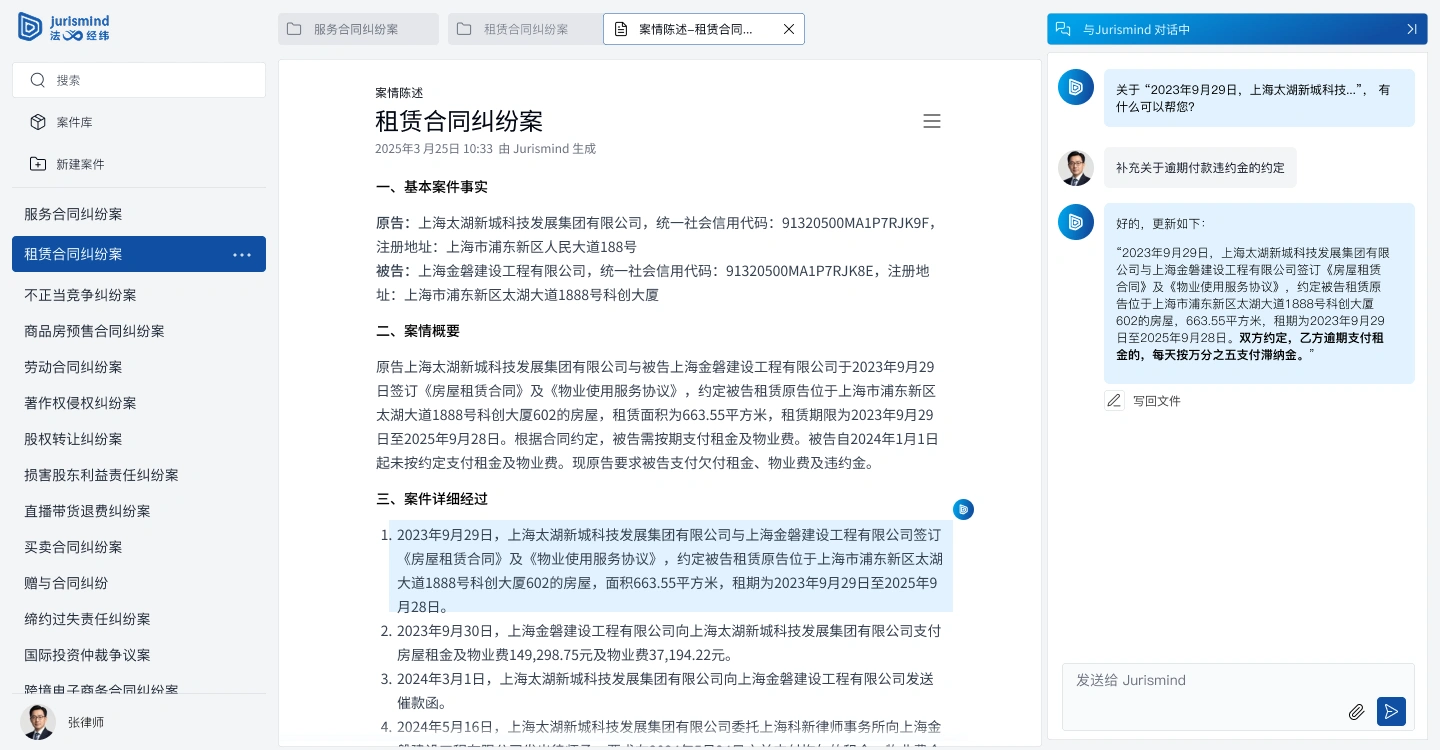 jurismind
法 经纬
搜索
案件库
新建案件
服务合同纠纷案
租赁合同纠纷案
不正当竞争纠纷案
商品房预售合同纠纷案
劳动合同纠纷案
著作权侵权纠纷案
股权转让纠纷案
损害股东利益责任纠纷案
直播带货退费纠纷案
买卖合同纠纷案
赠与合同纠纷
缔约过失责任纠纷案
国际投资仲裁争议案
跨境电子商务合同纠纷案
张律师
服务合同纠纷案
租赁合同纠纷案
案情陈述-租赁合同...
案情陈述
租赁合同纠纷案
2025年3 月25日 10:33 由 Jurismind 生成
一、基本案件事实
原告：上海太湖新城科技发展集团有限公司，统一社会信用代码：91320500MA1P7RJK9F，
注册地址：上海市浦东新区人民大道188号
被告：上海金磐建设工程有限公司，统一社会信用代码：91320500MA1P7RJK8E，注册地
址：上海市浦东新区太湖大道1888号科创大厦
二、案情概要
原告上海太湖新城科技发展集团有限公司与被告上海金磐建设工程有限公司于2023年9月29
日签订《房屋租赁合同》及《物业使用服务协议》，约定被告租赁原告位于上海市浦东新区
太湖大道1888号科创大厦602的房屋，租赁面积为663.55平方米，租赁期限为2023年9月29
日至2025年9月28日。根据合同约定，被告需按期支付租金及物业费。被告自2024年1月1日
起未按约定支付租金及物业费。现原告要求被告支付欠付租金、物业费及违约金。
三、案件详细经过
1. 2023年9月29日，上海太湖新城科技发展集团有限公司与上海金磐建设工程有限公司签订
《房屋租赁合同》及《物业使用服务协议》，约定被告租赁原告位于上海市浦东新区太湖
大道1888号科创大厦602的房屋，面积663.55平方米，租期为2023年9月29日至2025年9
月28日。
2. 2023年9月30日，上海金磐建设工程有限公司向上海太湖新城科技发展集团有限公司支付
房屋租金及物业费149,298.75元及物业费37,194.22元。
3. 2024年3月1日，上海太湖新城科技发展集团有限公司向上海金磐建设工程有限公司发送
催款函。
4. 2024年5月16日，上海太湖新城科技发展集团有限公司委托上海科新律师事务所向上海金
与Jurismind 对话中
关于 “2023年9月29日，上海太湖新城科技...”， 有
什么可以帮您？
补充关于逾期付款违约金的约定
好的，更新如下：
“2023年9月29日，上海太湖新城科技发展集团有限
公司与上海金磐建设工程有限公司签订《房屋租赁
合同》及《物业使用服务协议》，约定被告租赁原
告位于上海市浦东新区太湖大道1888号科创大厦
602的房屋，663.55平方米，租期为2023年9月29
日至2025年9月28日。双方约定，乙方逾期支付租
金的，每天按万分之五支付滞纳金。”
写回文件
发送给 Jurismind